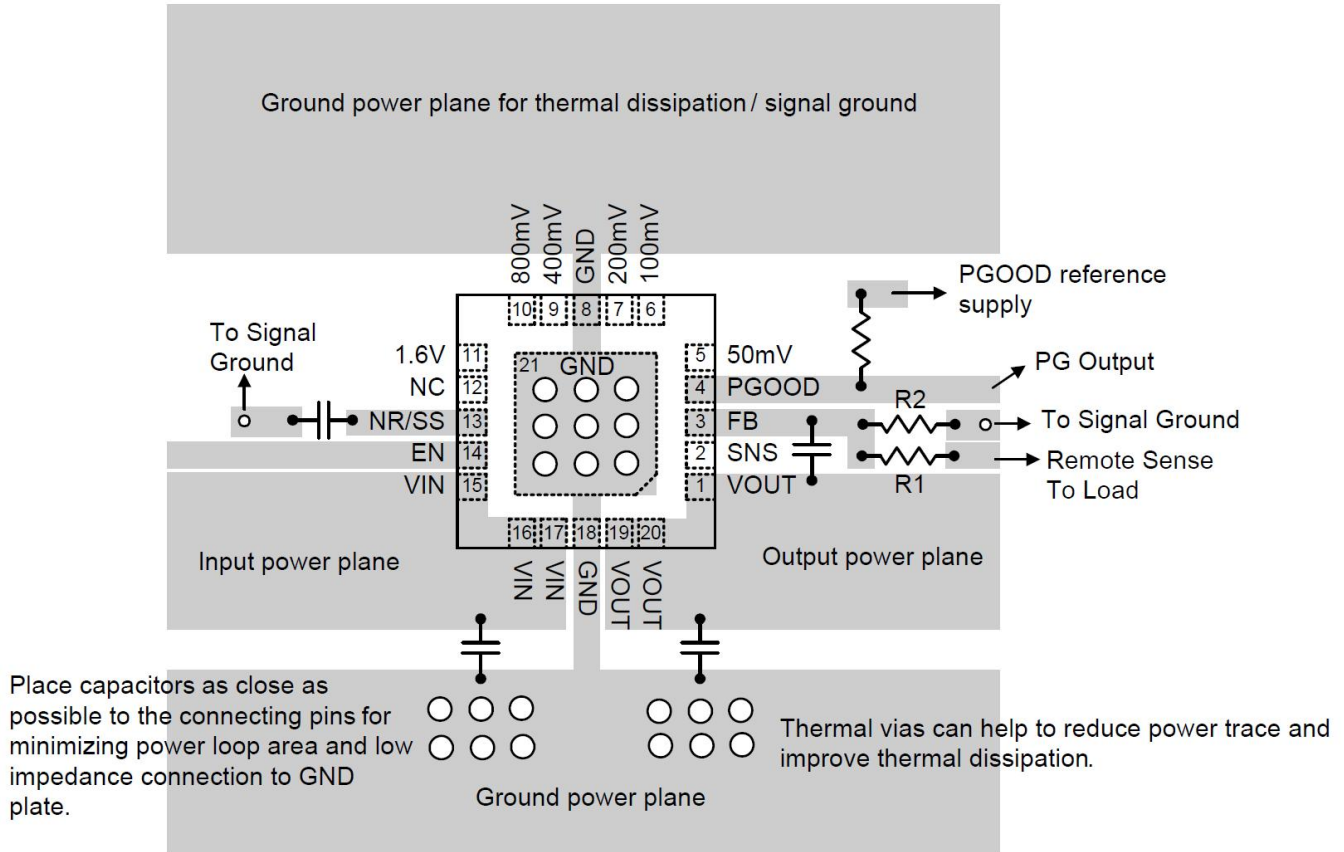 Ground power plane for thermal dissipation / signal ground
800mV
400mV
GND
200mV
100mV
10
9
8
7
6
PGOOD reference
supply
To Signal
Ground
1.6V
11
NC
12
NR/SS
13
EN
14
VIN
15
21
GND
5
50mV
4
PGOOD
3
FB
2
SNS
1
VOUT
PG Output
R2
To Signal Ground
R1
Remote Sense
To Load
16
17
18
19
20
VIN
VIN
GND
VOUT
VOUT
Input power plane
Output power plane
Place capacitors as close as
possible to the connecting pins for
minimizing power loop area and low
impedance connection to GND
plate.
Thermal vias can help to reduce power trace and
improve thermal dissipation.
Ground power plane